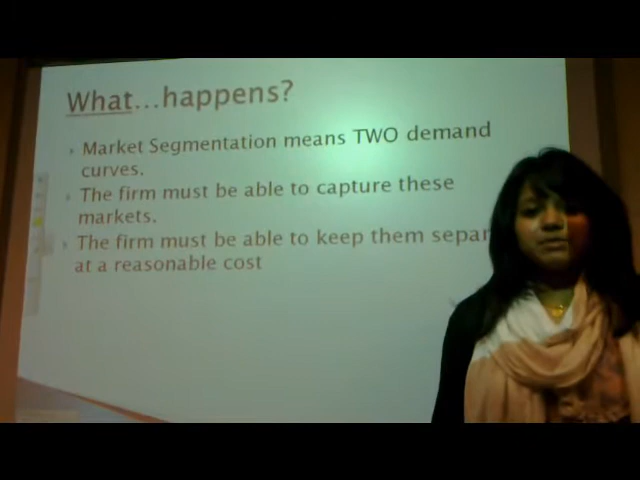 What...happens?
Market Segmentation means TWO demand
curves.
The firm must be able to capture these
markets.
The firm must be able to keep them separ
at a reasonable cost